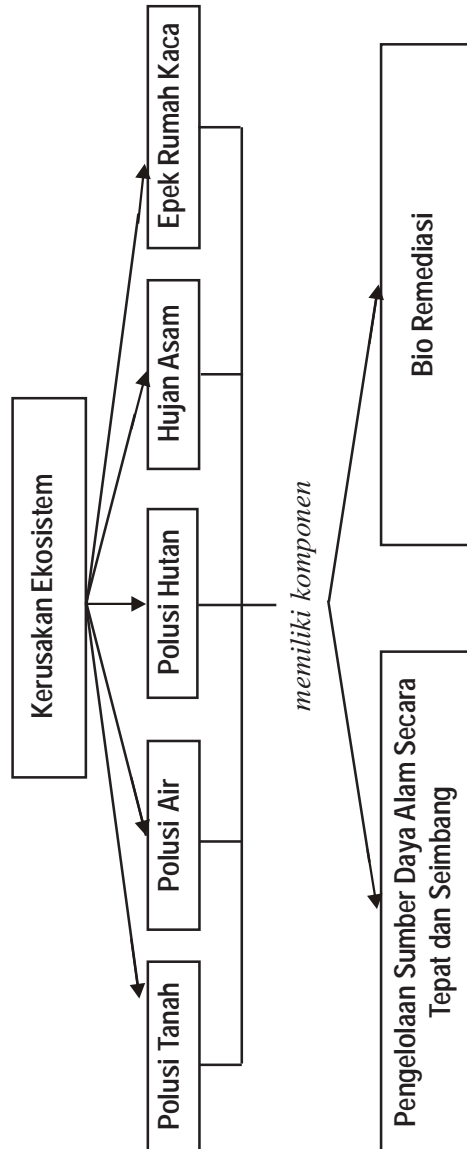 Kerusakan Ekosistem
Polusi Tanah
Polusi Air
Polusi Hutan
Hujan Asam
Epek Rumah Kaca
memiliki komponen
Pengelolaan Sumber Daya Alam Secara
Tepat dan Seimbang
Bio Remediasi